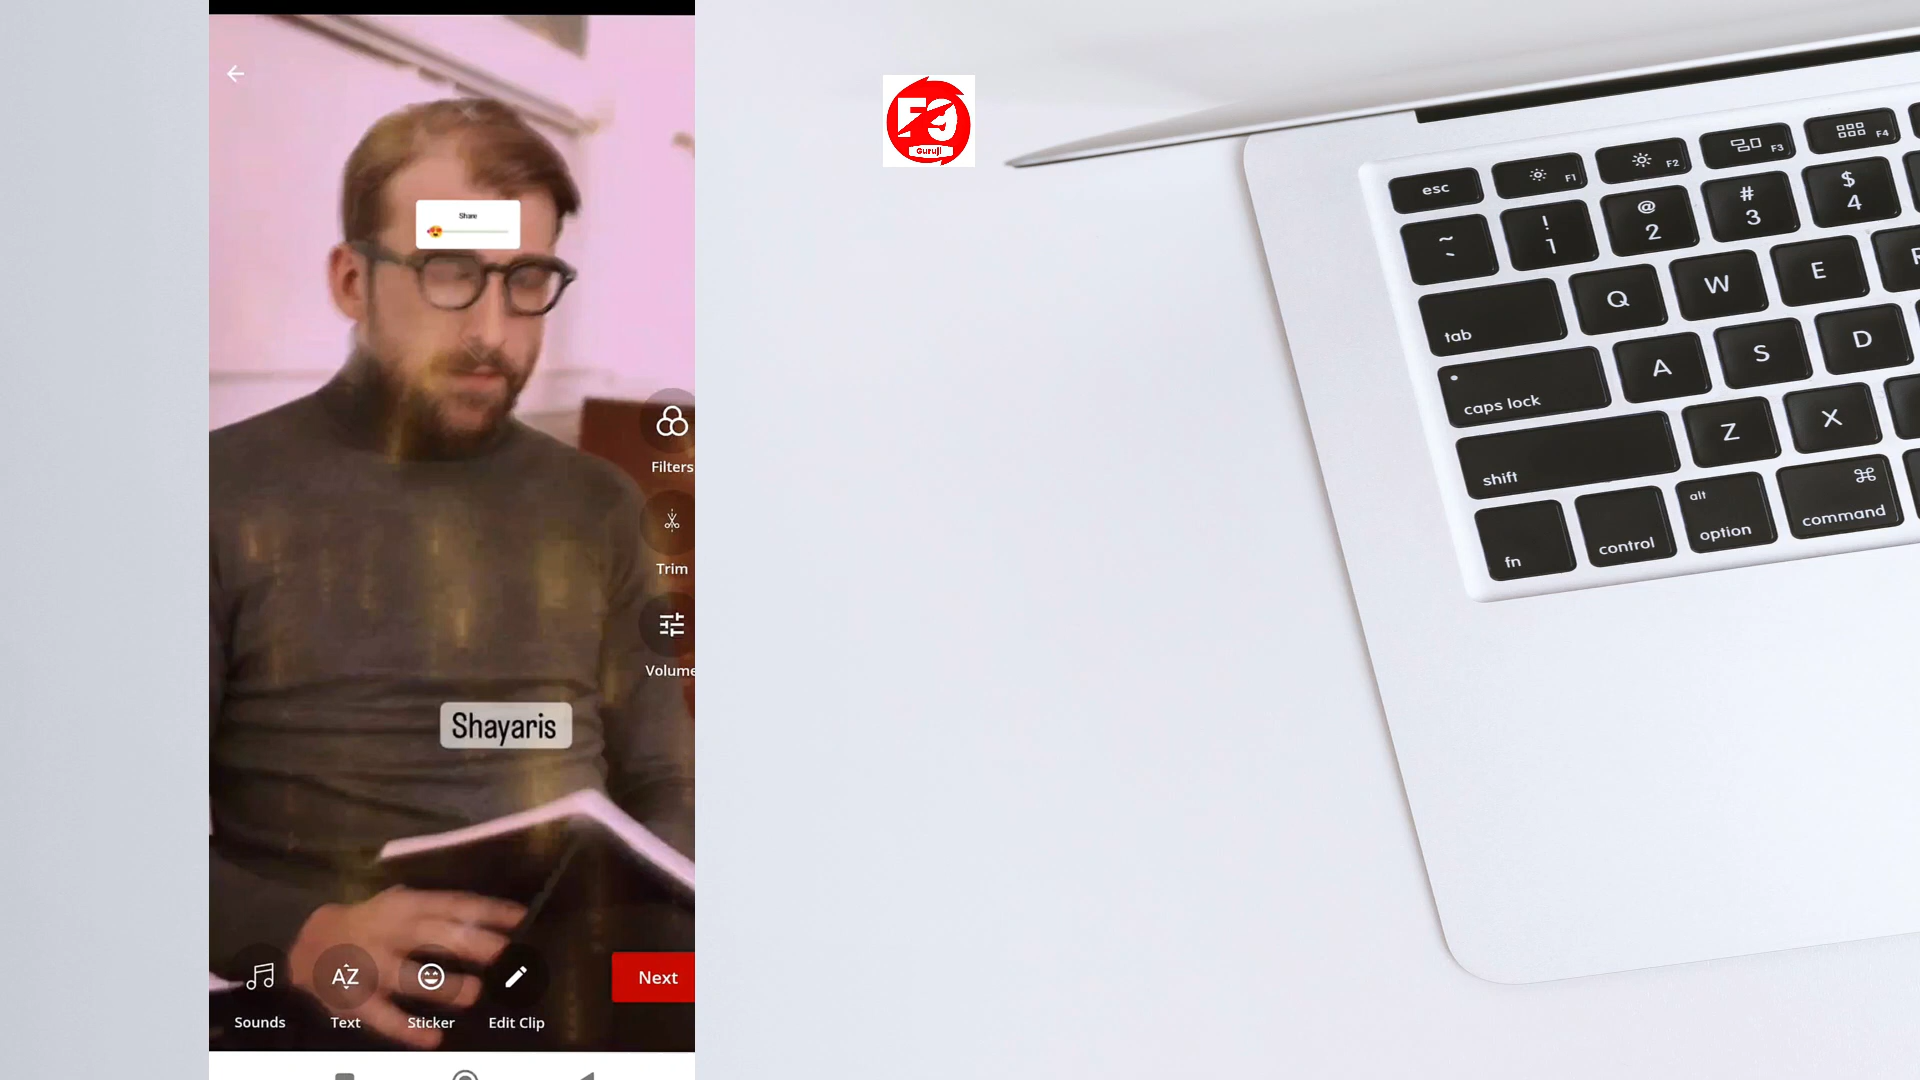 Share
Filters
Trim
Volume
Shayaris
Sounds
Text
Sticker
Edit Clip
Next
FG
Guruji
esc
F1
F2
F3
F4
~
`
!
1
@
2
#
3
$
4
tab
Q
W
E
R
caps lock
A
S
D
shift
Z
X
fn
control
alt
option
⌘
command